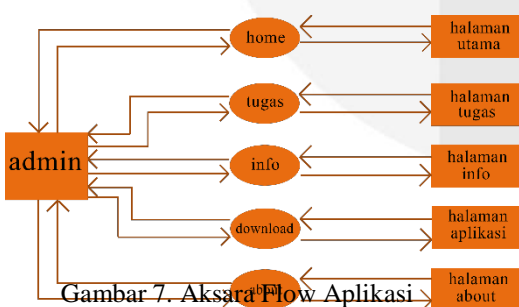 home
halaman
utama
tugas
halaman
tugas
admin
info
halaman
info
download
halaman
aplikasi
about
halaman
about
Gambar 7. Aksara Flow Aplikasi